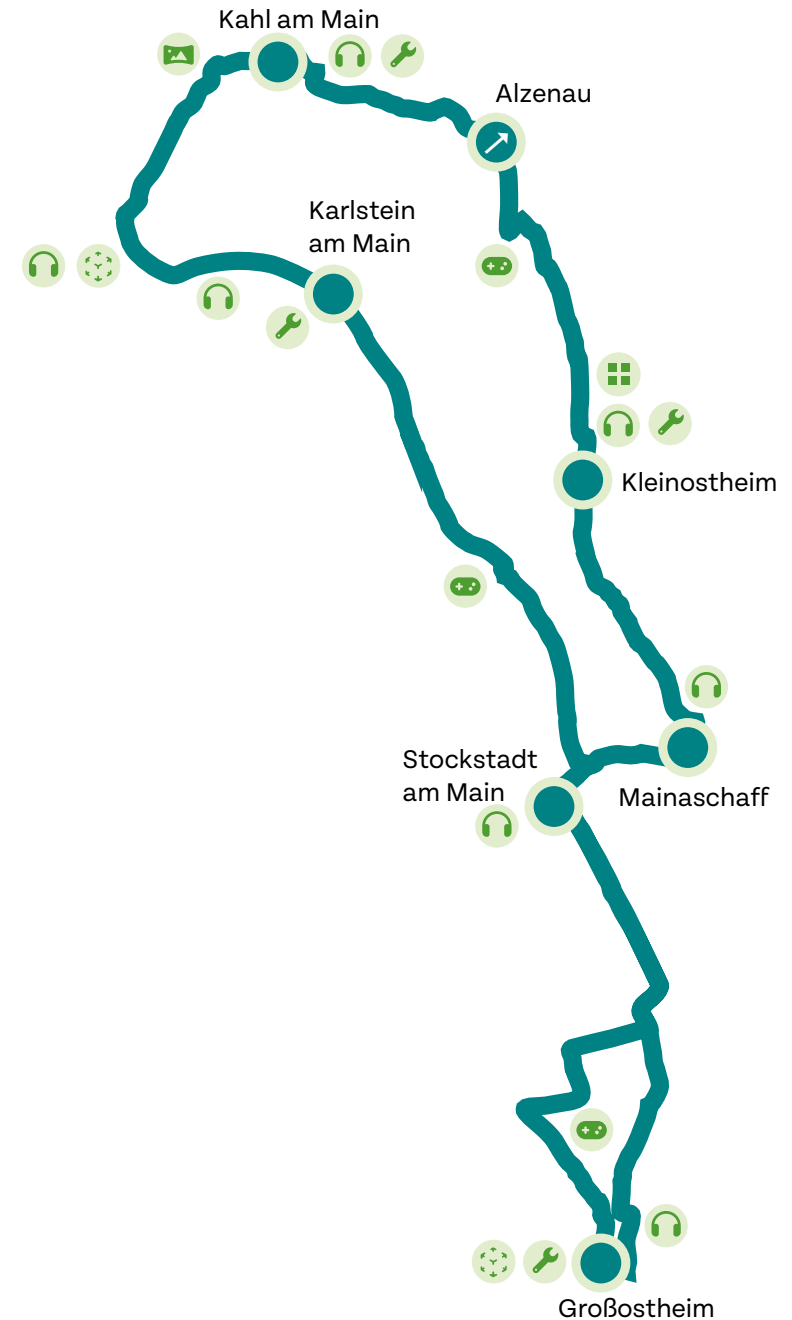 Kahl am Main
Alzenau
Karlstein
am Main
Kleinostheim
Stockstadt
am Main
Mainaschaff
Großostheim